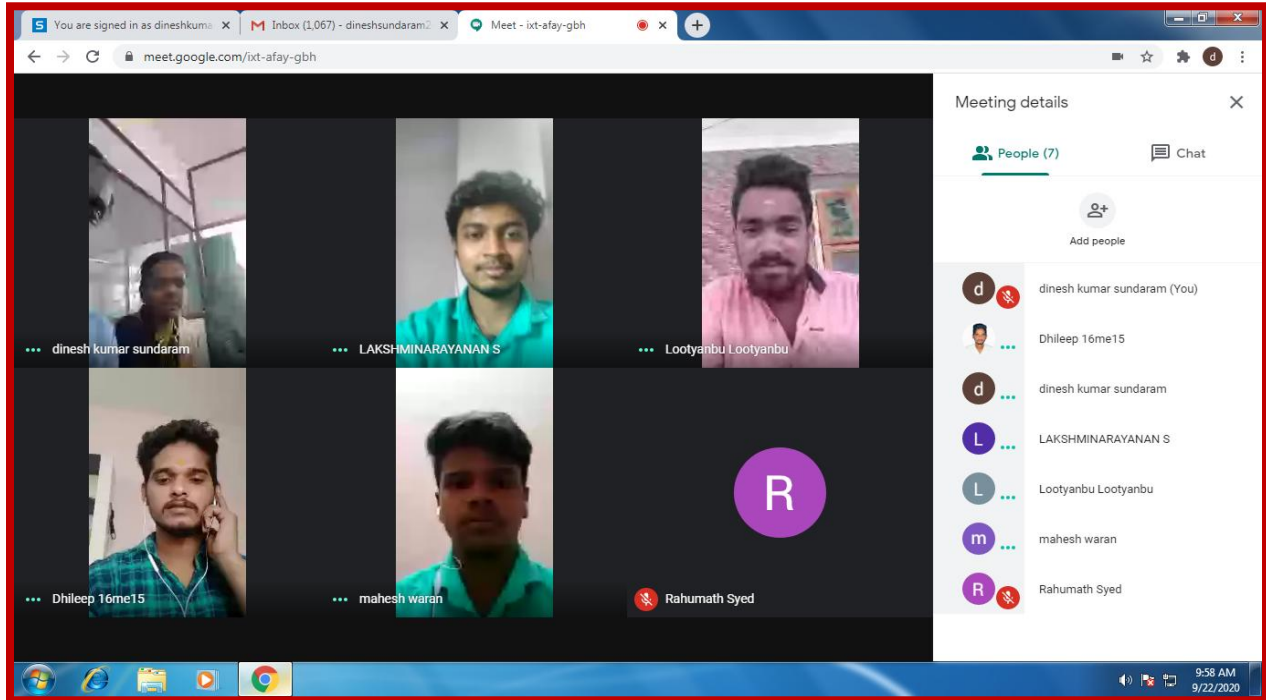 You are signed in as dineshkuma
Inbox (1,067) - dineshsundaram2
Meet - ixt-afay-gbh
meet.google.com/ixt-afay-gbh
d
Meeting details
People (7)
Chat
Add people
d dinesh kumar sundaram (You)
Dhileep 16me15
d dinesh kumar sundaram
L LAKSHMINARAYANAN S
L Lootyanbu Lootyanbu
m mahesh waran
R Rahumath Syed
dinesh kumar sundaram
LAKSHMINARAYANAN S
Lootyanbu Lootyanbu
R
Dhileep 16me15
mahesh waran
Rahumath Syed
9:58 AM
9/22/2020